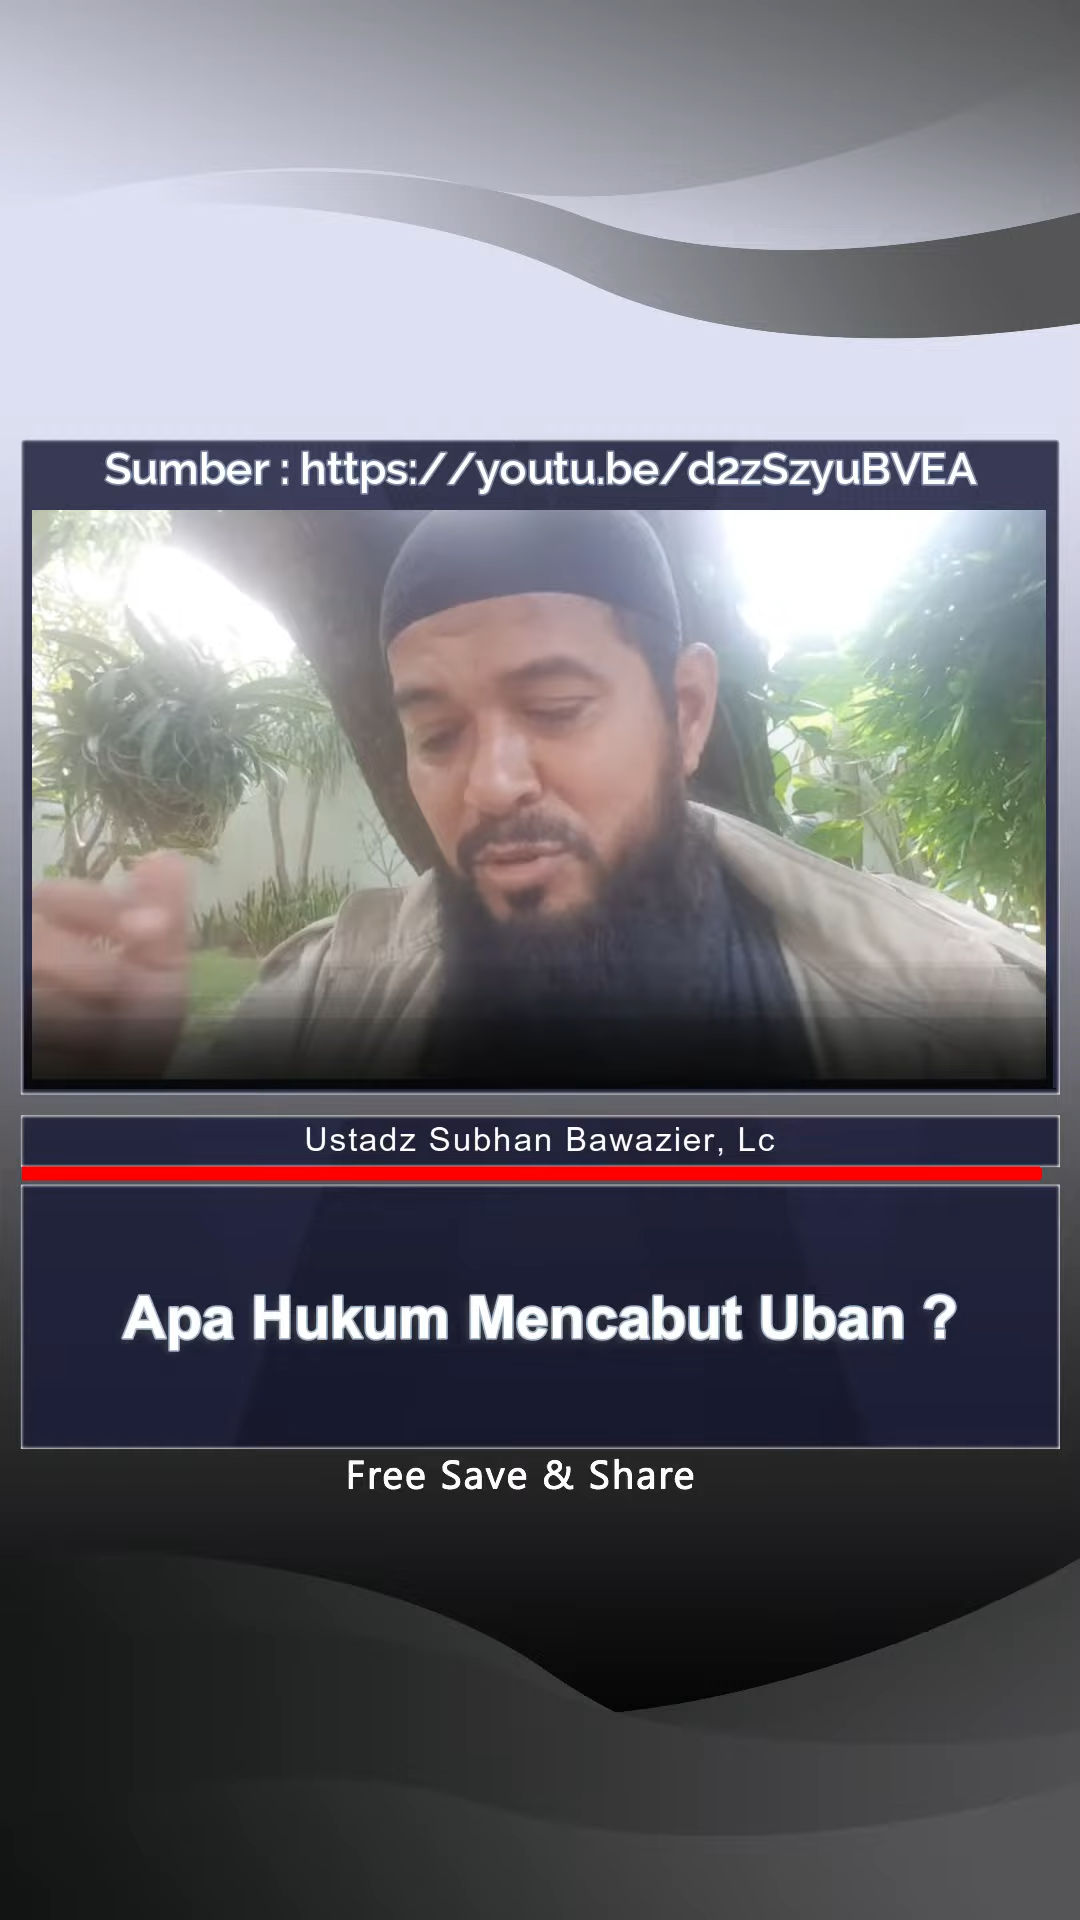 Sumber : https://youtu.be/d2zSzyuBVEA
Ustadz Subhan Bawazier, Lc
Apa Hukum Mencabut Uban ?
Free Save & Share